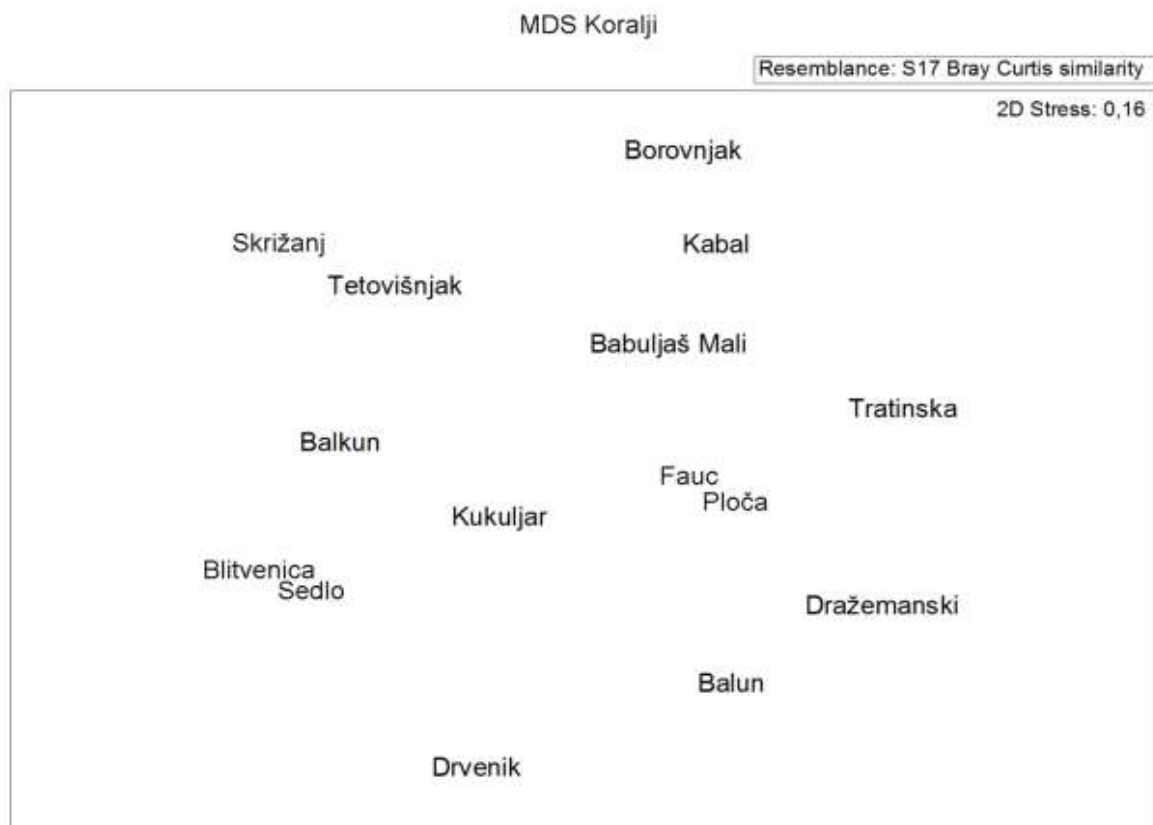 MDS Koralji
Resemblance: S17 Bray Curtis similarity
2D Stress: 0,16
Borovnjak
Skrižanj
Kabal
Tetovišnjak
Babuljaš Mali
Tratinska
Balkun
Fauc
Ploča
Kukuljar
Blitvenica
Sedlo
Dražemanski
Balun
Drvenik